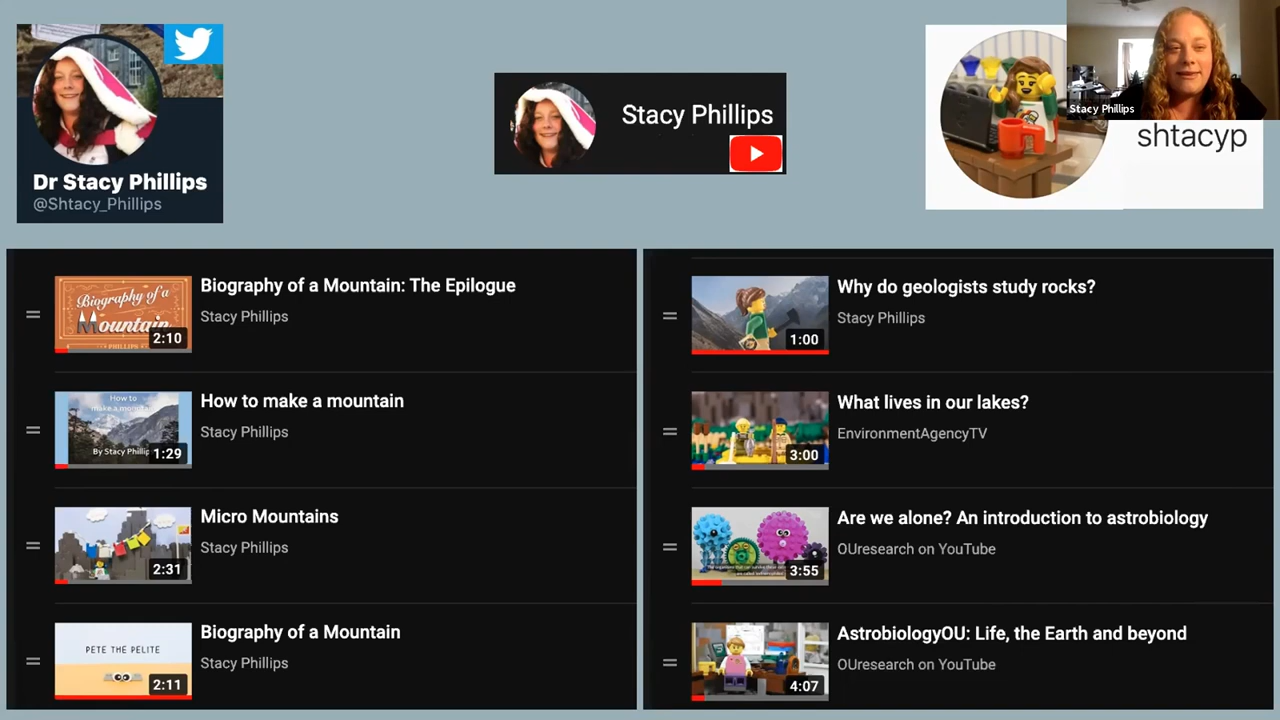 Dr Stacy Phillips
@Shtacy_Phillips
Stacy Phillips
Stacy Phillips
shtacyp
Biography of a Mountain: The Epilogue
Stacy Phillips
Biography of a
Mountain
PHILLIPS
2:10
How to make a mountain
Stacy Phillips
How to
make a mountain
By Stacy Phillips
1:29
Micro Mountains
Stacy Phillips
2:31
Biography of a Mountain
Stacy Phillips
PETE THE PELITE
2:11
Why do geologists study rocks?
Stacy Phillips
1:00
What lives in our lakes?
EnvironmentAgencyTV
3:00
Are we alone? An introduction to astrobiology
OUresearch on YouTube
3:55
AstrobiologyOU: Life, the Earth and beyond
OUresearch on YouTube
4:07